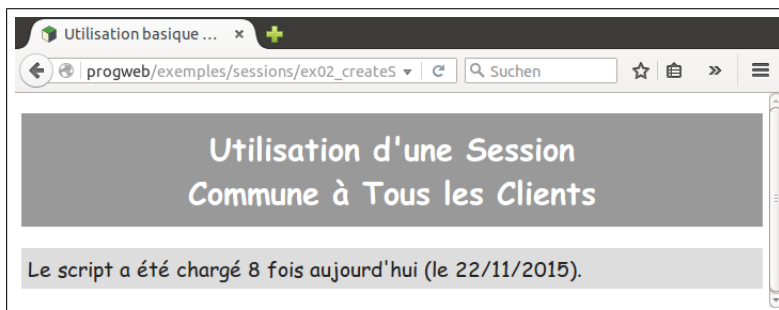 Utilisation basique ...
progweb/exemples/sessions/ex02_createS
Suchen
Utilisation d'une Session
Commune à Tous les Clients
Le script a été chargé 8 fois aujourd'hui (le 22/11/2015).